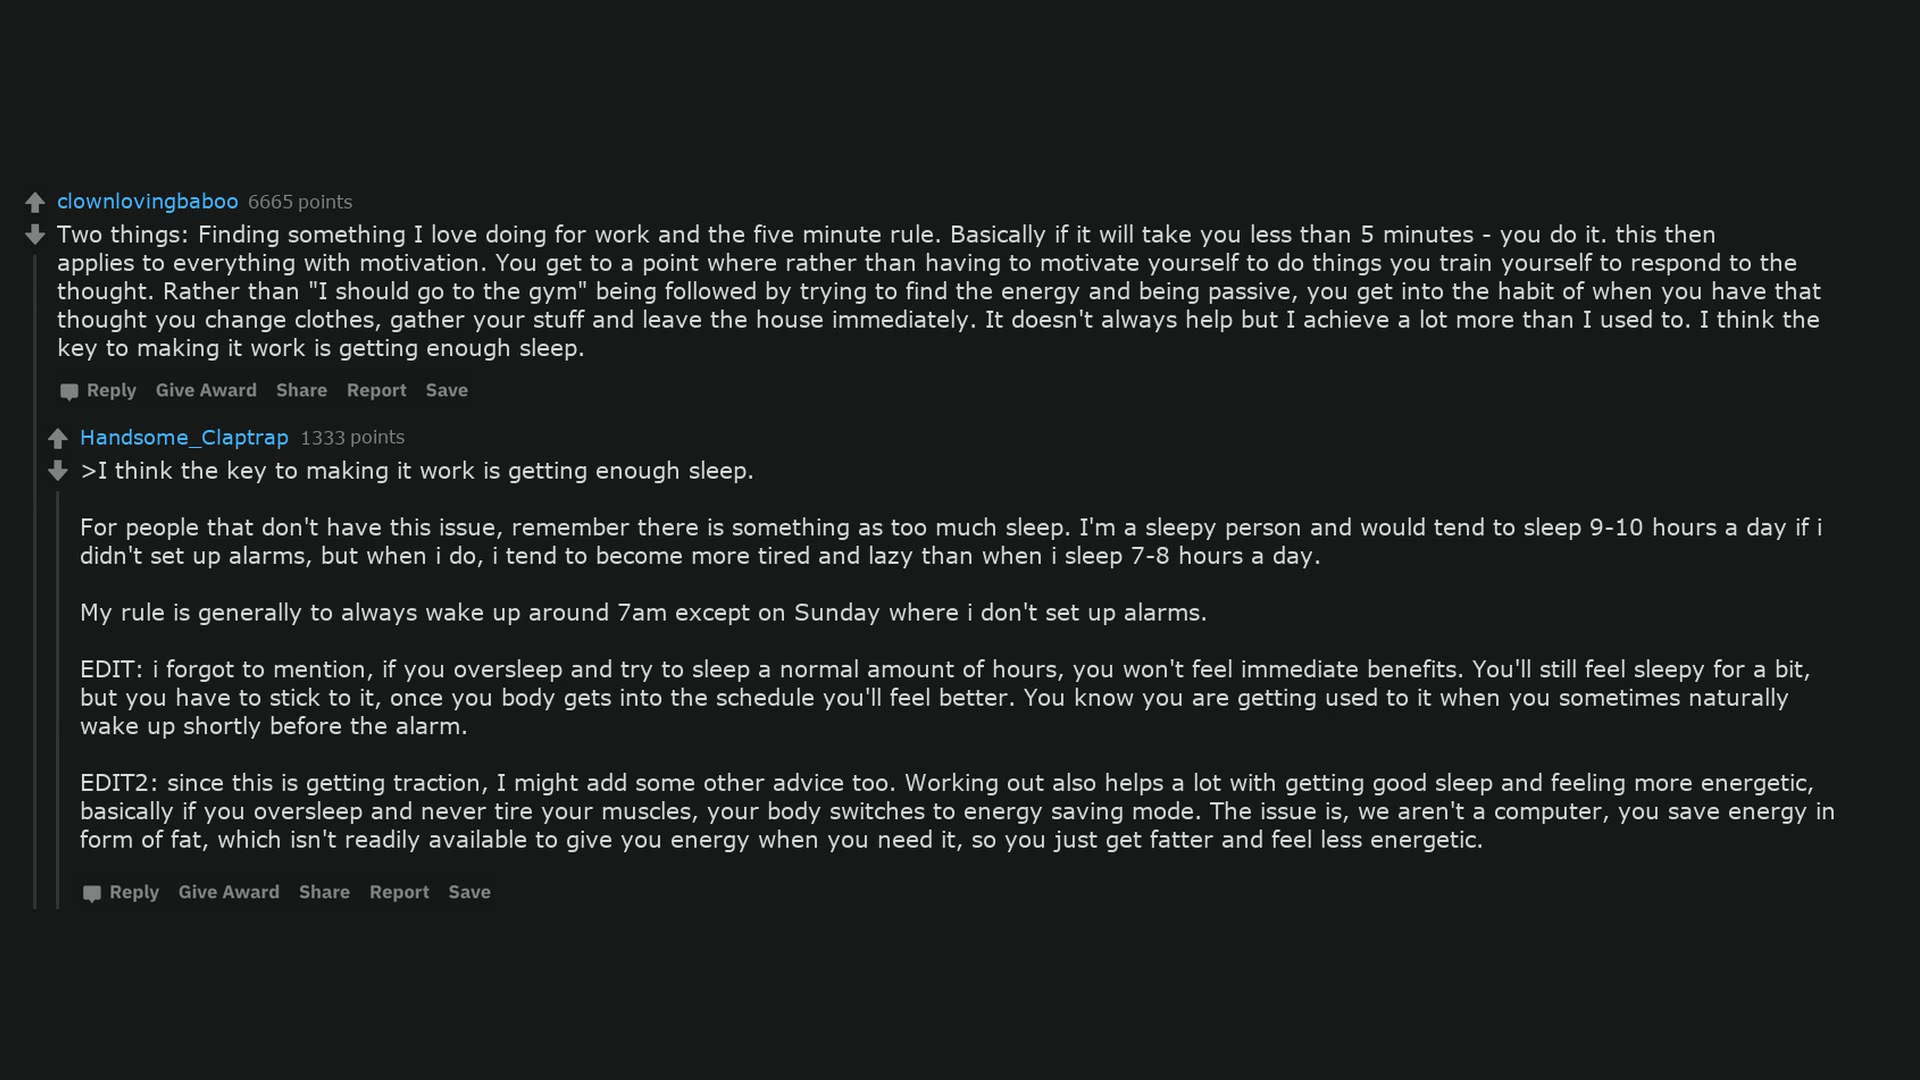 clownlovingbaboo 6665 points
Two things: Finding something I love doing for work and the five minute rule. Basically if it will take you less than 5 minutes - you do it. this then
applies to everything with motivation. You get to a point where rather than having to motivate yourself to do things you train yourself to respond to the
thought. Rather than "I should go to the gym" being followed by trying to find the energy and being passive, you get into the habit of when you have that
thought you change clothes, gather your stuff and leave the house immediately. It doesn't always help but I achieve a lot more than I used to. I think the
key to making it work is getting enough sleep.
Reply Give Award Share Report Save
Handsome_Claptrap 1333 points
>I think the key to making it work is getting enough sleep.
For people that don't have this issue, remember there is something as too much sleep. I'm a sleepy person and would tend to sleep 9-10 hours a day if i
didn't set up alarms, but when i do, i tend to become more tired and lazy than when i sleep 7-8 hours a day.
My rule is generally to always wake up around 7am except on Sunday where i don't set up alarms.
EDIT: i forgot to mention, if you oversleep and try to sleep a normal amount of hours, you won't feel immediate benefits. You'll still feel sleepy for a bit,
but you have to stick to it, once you body gets into the schedule you'll feel better. You know you are getting used to it when you sometimes naturally
wake up shortly before the alarm.
EDIT2: since this is getting traction, I might add some other advice too. Working out also helps a lot with getting good sleep and feeling more energetic,
basically if you oversleep and never tire your muscles, your body switches to energy saving mode. The issue is, we aren't a computer, you save energy in
form of fat, which isn't readily available to give you energy when you need it, so you just get fatter and feel less energetic.
Reply Give Award Share Report Save